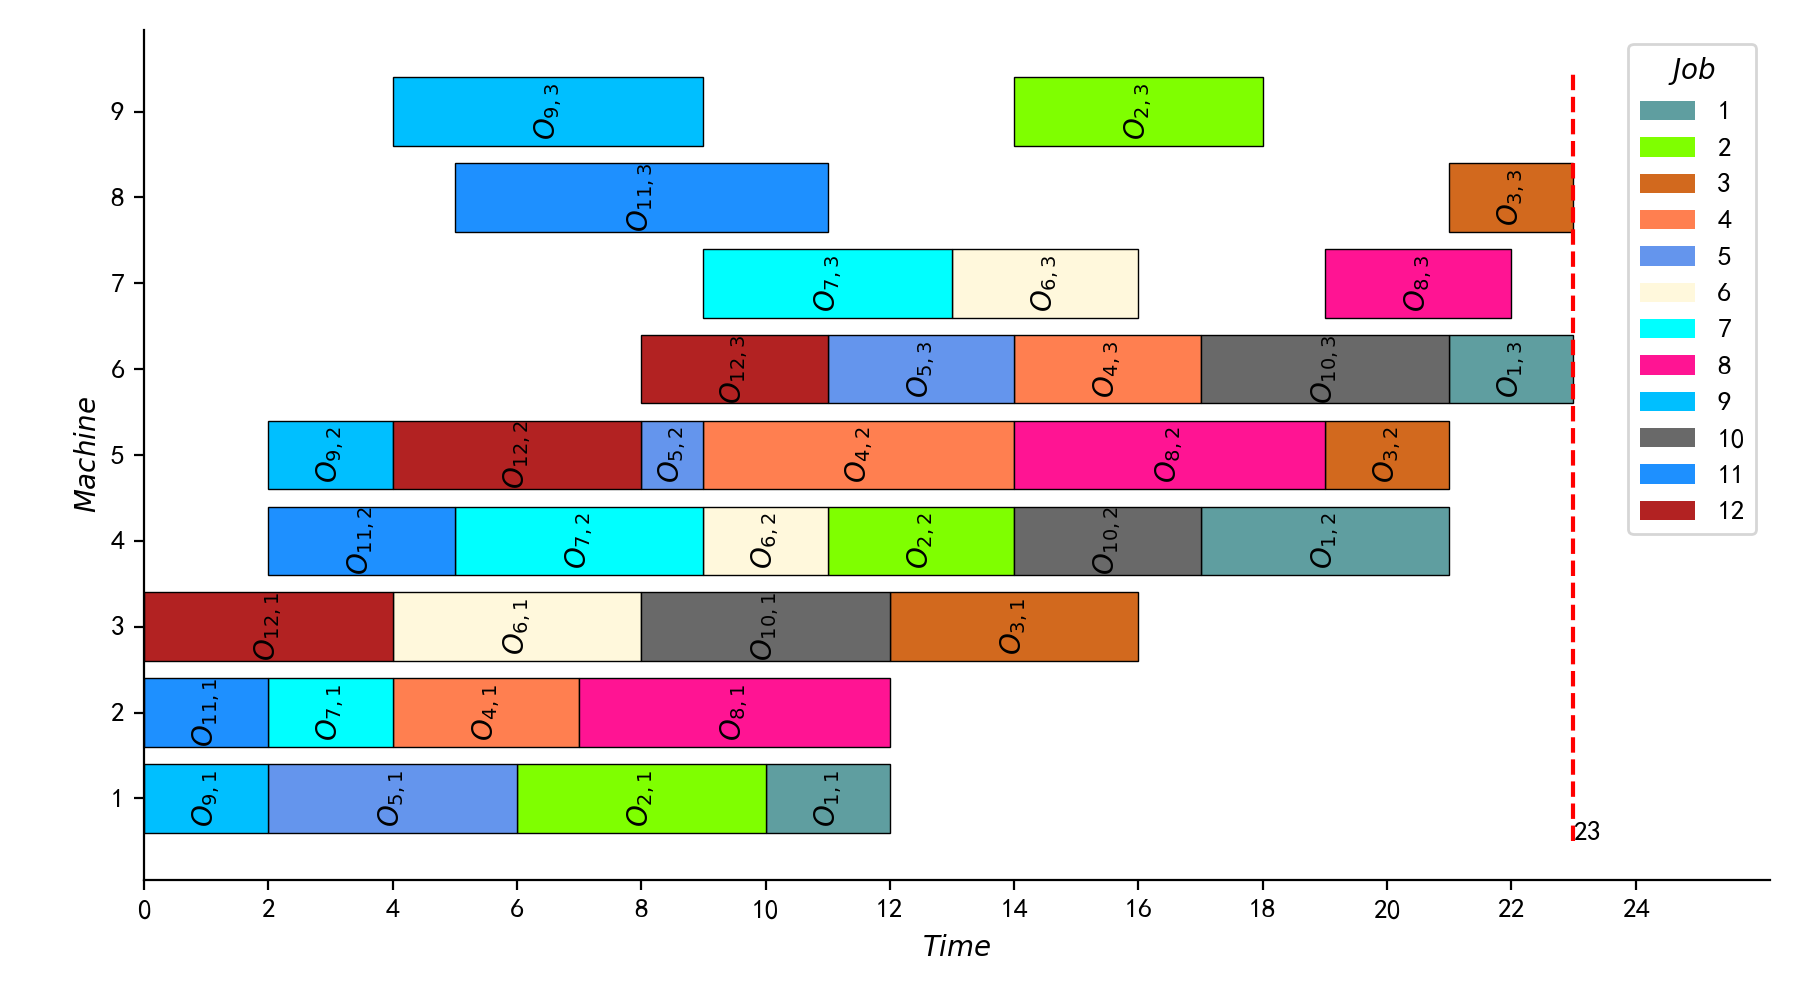 Machine
9
8
7
6
5
4
3
2
1
O9,3
O2,3
O11,3
O3,3
O7,3
O6,3
O8,3
O12,3
O5,3
O4,3
O10,3
O1,3
O9,2
O12,2
O5,2
O4,2
O8,2
O3,2
O11,2
O7,2
O6,2
O2,2
O10,2
O1,2
O12,1
O6,1
O10,1
O3,1
O11,1
O7,1
O4,1
O8,1
O9,1
O5,1
O2,1
O1,1
23
0 2 4 6 8 10 12 14 16 18 20 22 24
Time
Job
1
2
3
4
5
6
7
8
9
10
11
12